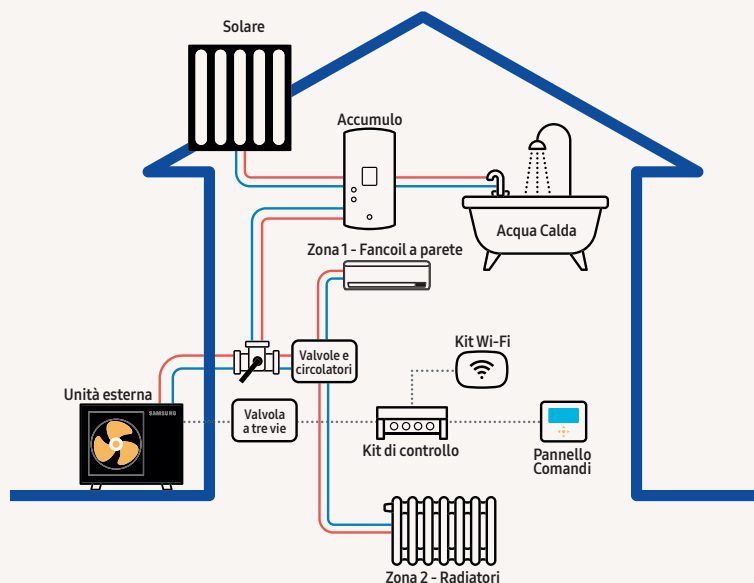 Solare
Accumulo
Acqua Calda
Zona 1 - Fancoil a parete
Valvole e
circolatori
Kit Wi-Fi
Unità esterna
SAMSUNG
Valvola
a tre vie
Kit di controllo
Pannello
Comandi
Zona 2 - Radiatori